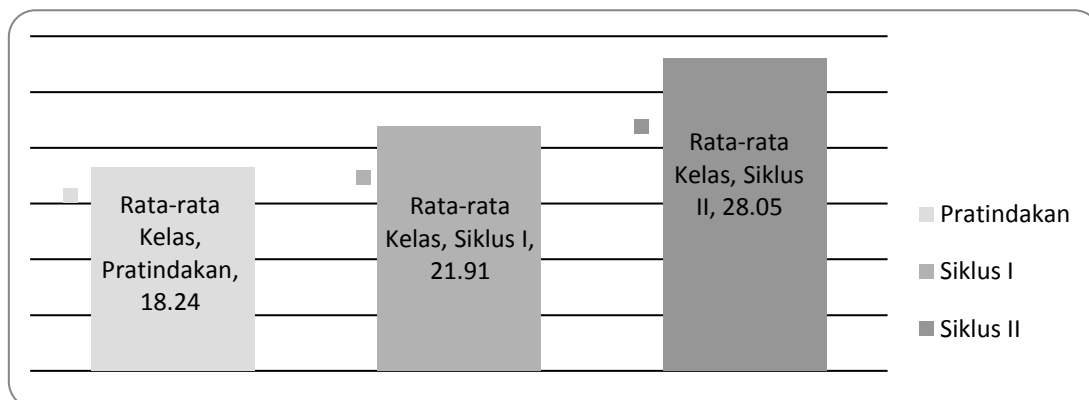 Rata-rata
Kelas,
Pratindakan,
18.24
Rata-rata
Kelas, Siklus I,
21.91
Rata-rata
Kelas, Siklus
II, 28.05
Pratindakan
Siklus I
Siklus II